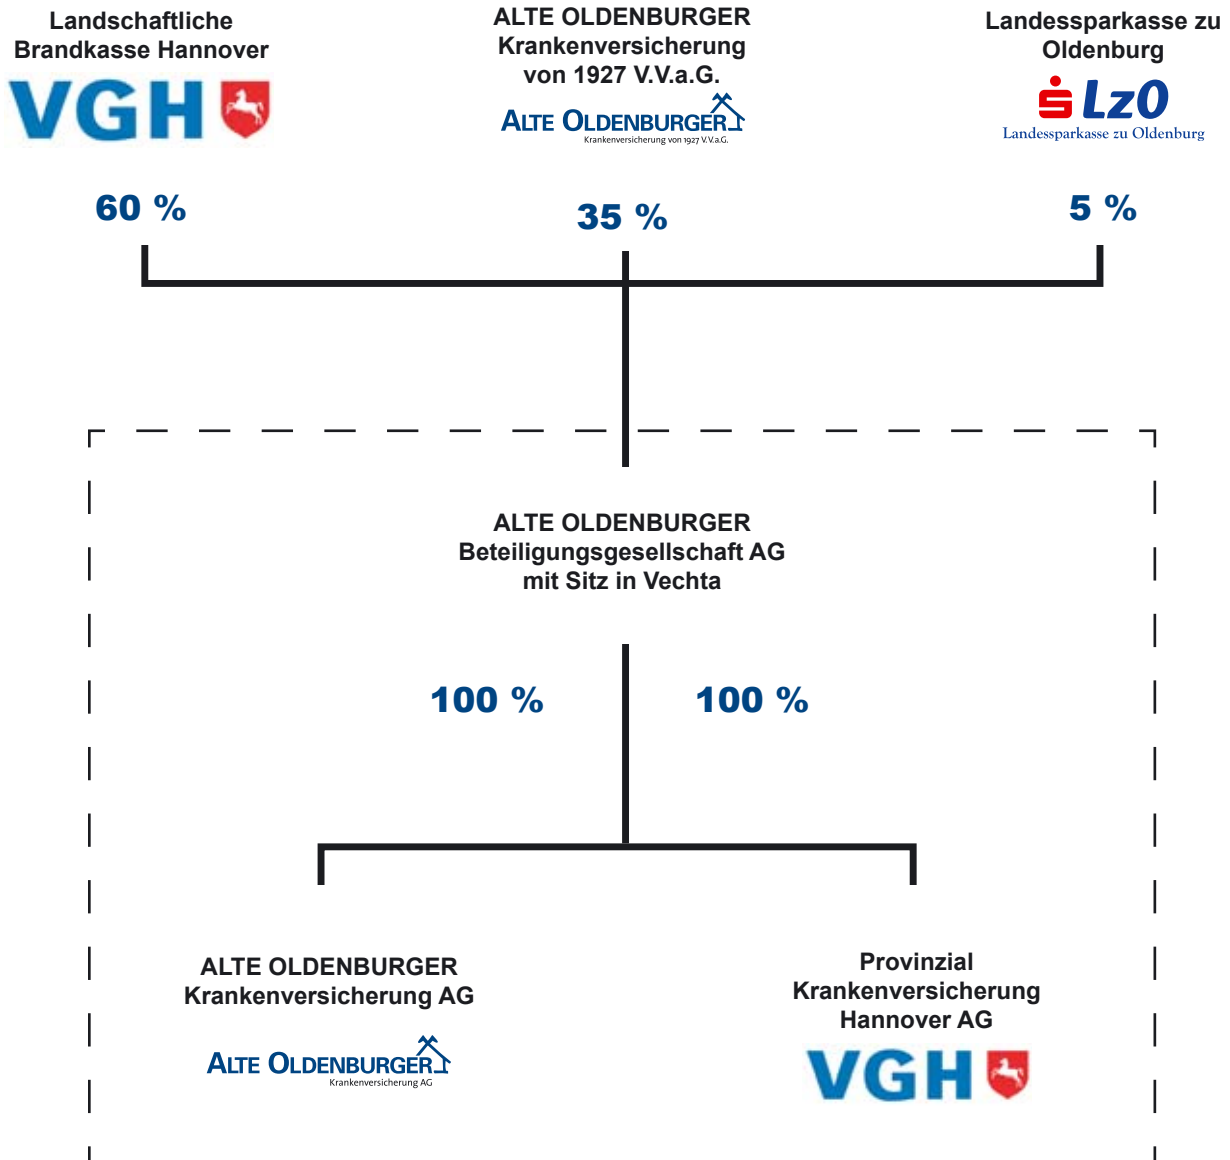 Landschaftliche
Brandkasse Hannover
VGH
60 %
ALTE OLDENBURGER
Krankenversicherung
von 1927 V.V.a.G.
ALTE OLDENBURGER
Krankenversicherung von 1927 V.V.a.G.
35 %
Landessparkasse zu
Oldenburg
LzO
Landessparkasse zu Oldenburg
5 %
ALTE OLDENBURGER
Beteiligungsgesellschaft AG
mit Sitz in Vechta
100 %
100 %
ALTE OLDENBURGER
Krankenversicherung AG
ALTE OLDENBURGER
Krankenversicherung AG
Provinzial
Krankenversicherung
Hannover AG
VGH